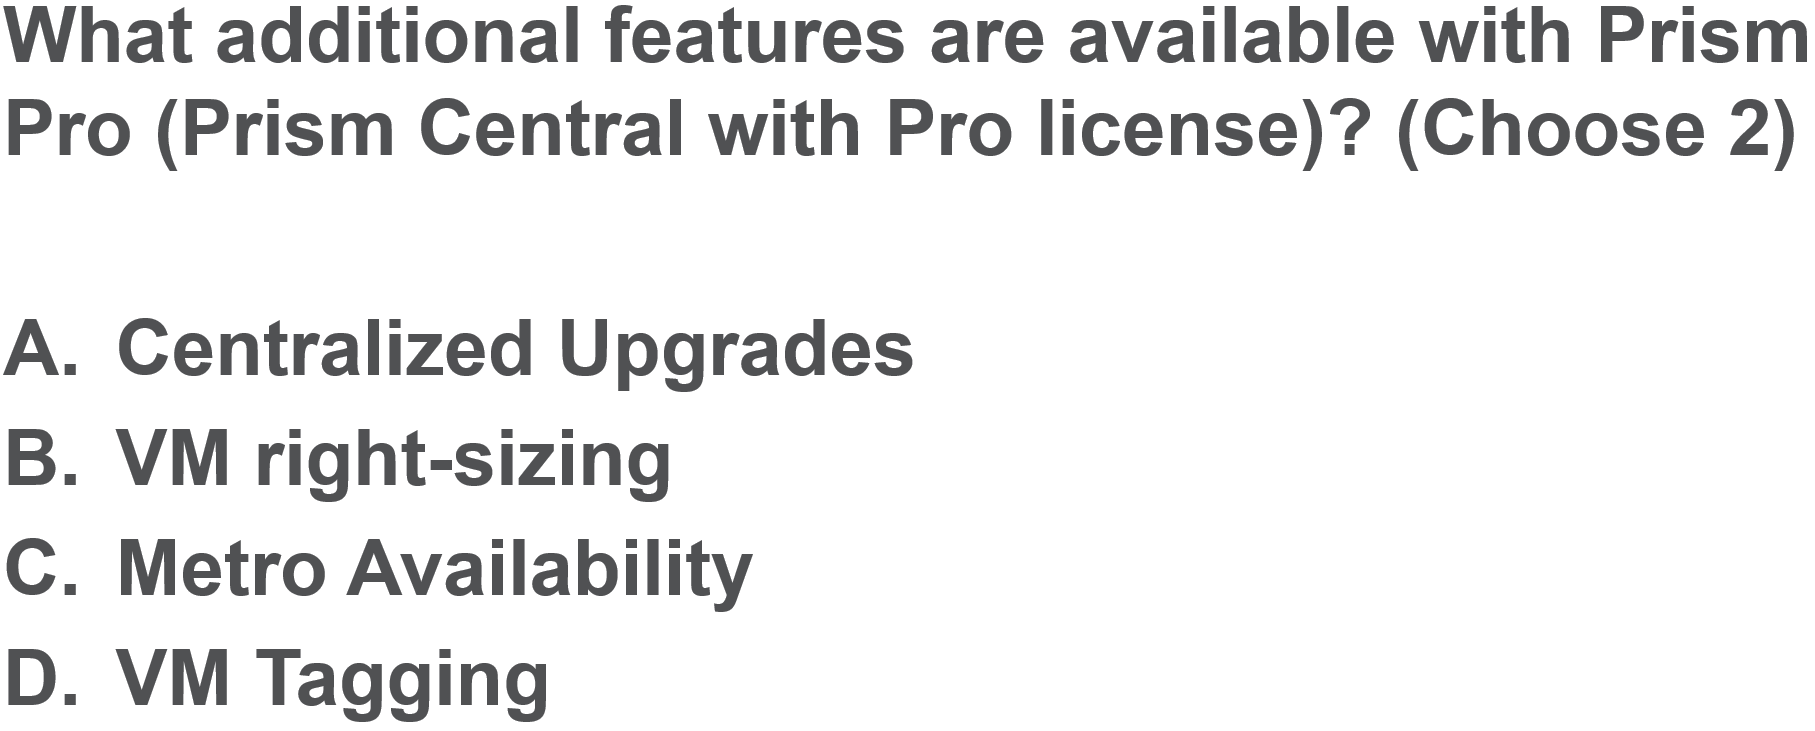 What additional features are available with Prism
Pro (Prism Central with Pro license)? (Choose 2)
A. Centralized Upgrades
B. VM right-sizing
C. Metro Availability
D. VM Tagging